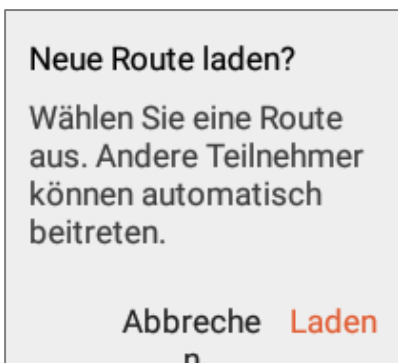 Neue Route laden?
Wählen Sie eine Route
aus. Andere Teilnehmer
können automatisch
beitreten.
Abbreche Laden
n